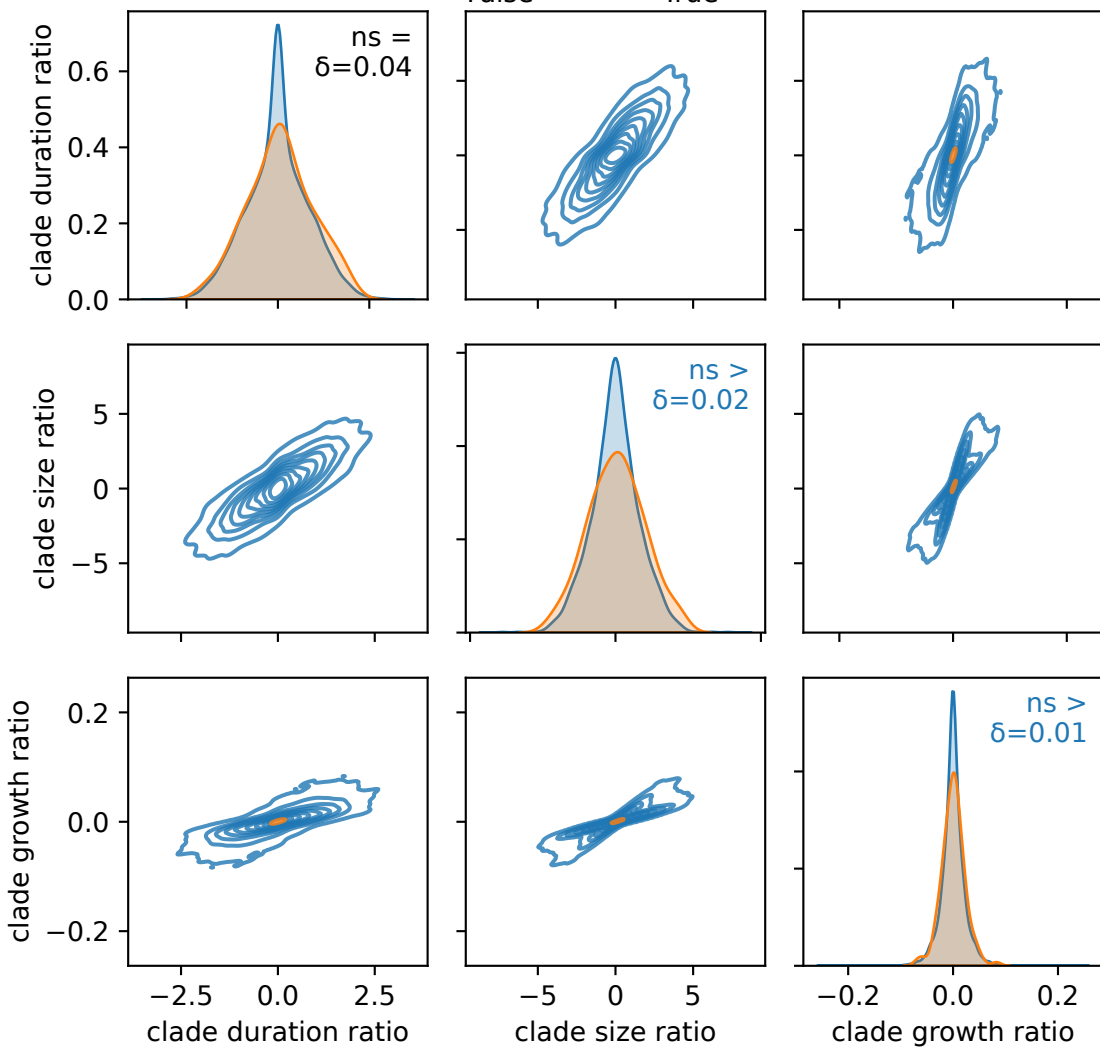 False True
clade duration ratio
0.6
0.4
0.2
0.0
ns =
δ=0.04
clade size ratio
5
0
−5
ns >
δ=0.02
clade growth ratio
0.2
0.0
−0.2
ns >
δ=0.01
−2.5 0.0 2.5
−5 0 5
−0.2 0.0 0.2
clade duration ratio
clade size ratio
clade growth ratio